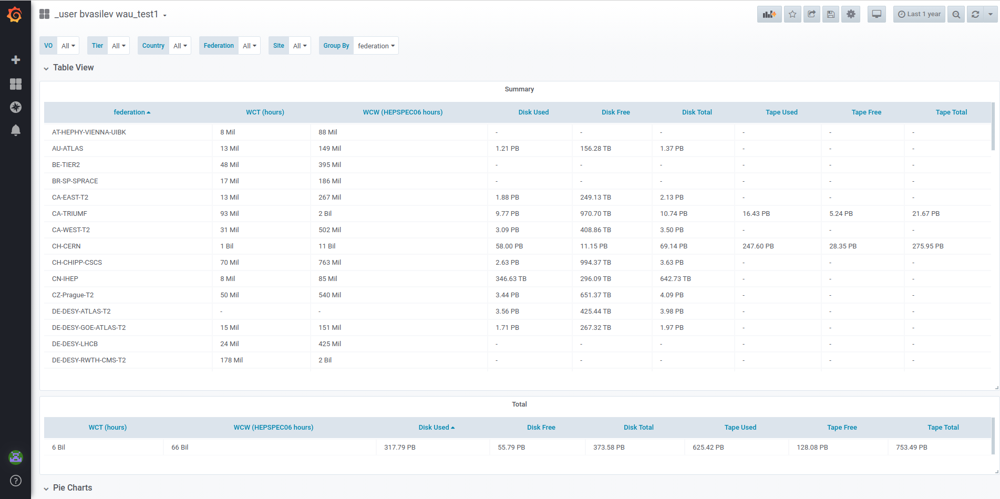 _user bvasilev wau_test1
Last 1 year
VO All Tier All Country All Federation All Site All Group By federation
Table View
Summary
federation WCT (hours) WCW (HEPSPEC06 hours) Disk Used Disk Free Disk Total Tape Used Tape Free Tape Total
AT-HEPHY-VIENNA-UIBK 8 Mil 88 Mil - - - - - -
AU-ATLAS 13 Mil 149 Mil 1.21 PB 156.28 TB 1.37 PB - - -
BE-TIER2 48 Mil 395 Mil - - - - - -
BR-SP-SPRACE 17 Mil 186 Mil - - - - - -
CA-EAST-T2 13 Mil 267 Mil 1.88 PB 249.13 TB 2.13 PB - - -
CA-TRIUMF 93 Mil 2 Bil 9.77 PB 970.70 TB 10.74 PB 16.43 PB 5.24 PB 21.67 PB
CA-WEST-T2 31 Mil 502 Mil 3.09 PB 408.86 TB 3.50 PB - - -
CH-CERN 1 Bil 11 Bil 58.00 PB 11.15 PB 69.14 PB 247.60 PB 28.35 PB 275.95 PB
CH-CHIPP-CSCS 70 Mil 763 Mil 2.63 PB 994.37 TB 3.63 PB - - -
CN-IHEP 8 Mil 85 Mil 346.63 TB 296.09 TB 642.73 TB - - -
CZ-Prague-T2 50 Mil 540 Mil 3.44 PB 651.37 TB 4.09 PB - - -
DE-DESY-ATLAS-T2 - - 3.56 PB 425.44 TB 3.98 PB - - -
DE-DESY-GOE-ATLAS-T2 15 Mil 151 Mil 1.71 PB 267.32 TB 1.97 PB - - -
DE-DESY-LHCB 24 Mil 425 Mil - - - - - -
DE-DESY-RWTH-CMS-T2 178 Mil 2 Bil - - - - - -
Total
WCT (hours) WCW (HEPSPEC06 hours) Disk Used Disk Free Disk Total Tape Used Tape Free Tape Total
6 Bil 66 Bil 317.79 PB 55.79 PB 373.58 PB 625.42 PB 128.08 PB 753.49 PB
Pie Charts